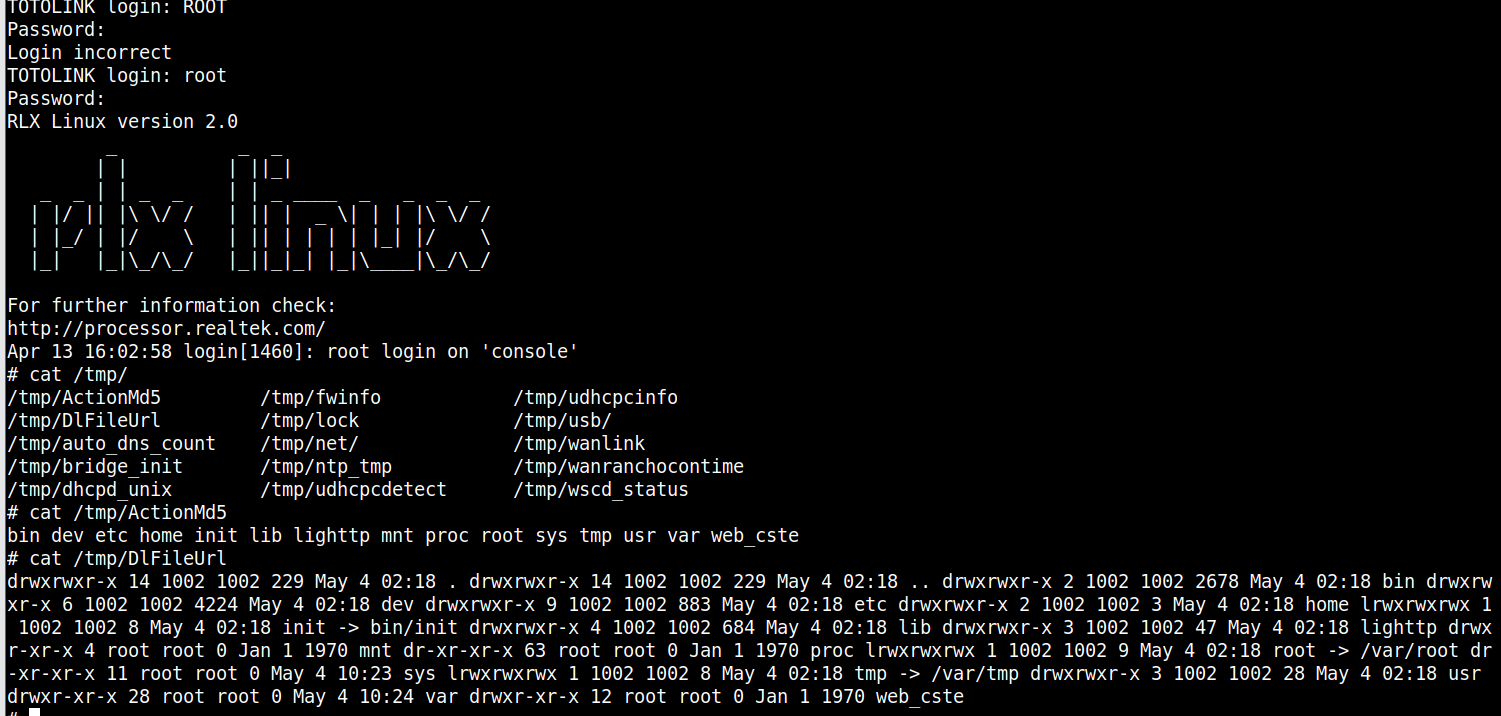 TOTOLINK login: ROOT
Password:
Login incorrect
TOTOLINK login: root
Password:
RLX Linux version 2.0
         _           _  _
        | |         | ||_|
   _  _ | | _  _    | | _ ____  _   _  _  _
  | |/ || |\ \/ /   | || |  _ \| | | |\ \/ /
  | |_/ | |/    \   | || | | | | |_| |/    \
  |_|   |_|\_/\_/   |_||_|_| |_|\____|\_/\_/
For further information check:
http://processor.realtek.com/
Apr 13 16:02:58 login[1460]: root login on 'console'
# cat /tmp/
/tmp/ActionMd5         /tmp/fwinfo            /tmp/udhcpcinfo
/tmp/DlFileUrl         /tmp/lock              /tmp/usb/
/tmp/auto_dns_count    /tmp/net/              /tmp/wanlink
/tmp/bridge_init       /tmp/ntp_tmp           /tmp/wanranchocontime
/tmp/dhcpd_unix        /tmp/udhcpcdetect      /tmp/wscd_status
# cat /tmp/ActionMd5
bin dev etc home init lib lighttp mnt proc root sys tmp usr var web_cste
# cat /tmp/DlFileUrl
drwxrwxr-x 14 1002 1002 229 May 4 02:18 . drwxrwxr-x 14 1002 1002 229 May 4 02:18 .. drwxrwxr-x 2 1002 1002 2678 May 4 02:18 bin drwxrw
xr-x 6 1002 1002 4224 May 4 02:18 dev drwxrwxr-x 9 1002 1002 883 May 4 02:18 etc drwxrwxr-x 2 1002 1002 3 May 4 02:18 home lrwxrwxrwx 1
 1002 1002 8 May 4 02:18 init -> bin/init drwxrwxr-x 4 1002 1002 684 May 4 02:18 lib drwxrwxr-x 3 1002 1002 47 May 4 02:18 lighttp drwx
r-xr-x 4 root root 0 Jan 1 1970 mnt dr-xr-xr-x 63 root root 0 Jan 1 1970 proc lrwxrwxrwx 1 1002 1002 9 May 4 02:18 root -> /var/root dr
-xr-xr-x 11 root root 0 May 4 10:23 sys lrwxrwxrwx 1 1002 1002 8 May 4 02:18 tmp -> /var/tmp drwxrwxr-x 3 1002 1002 28 May 4 02:18 usr
drwxr-xr-x 28 root root 0 May 4 10:24 var drwxr-xr-x 12 root root 0 Jan 1 1970 web_cste
#